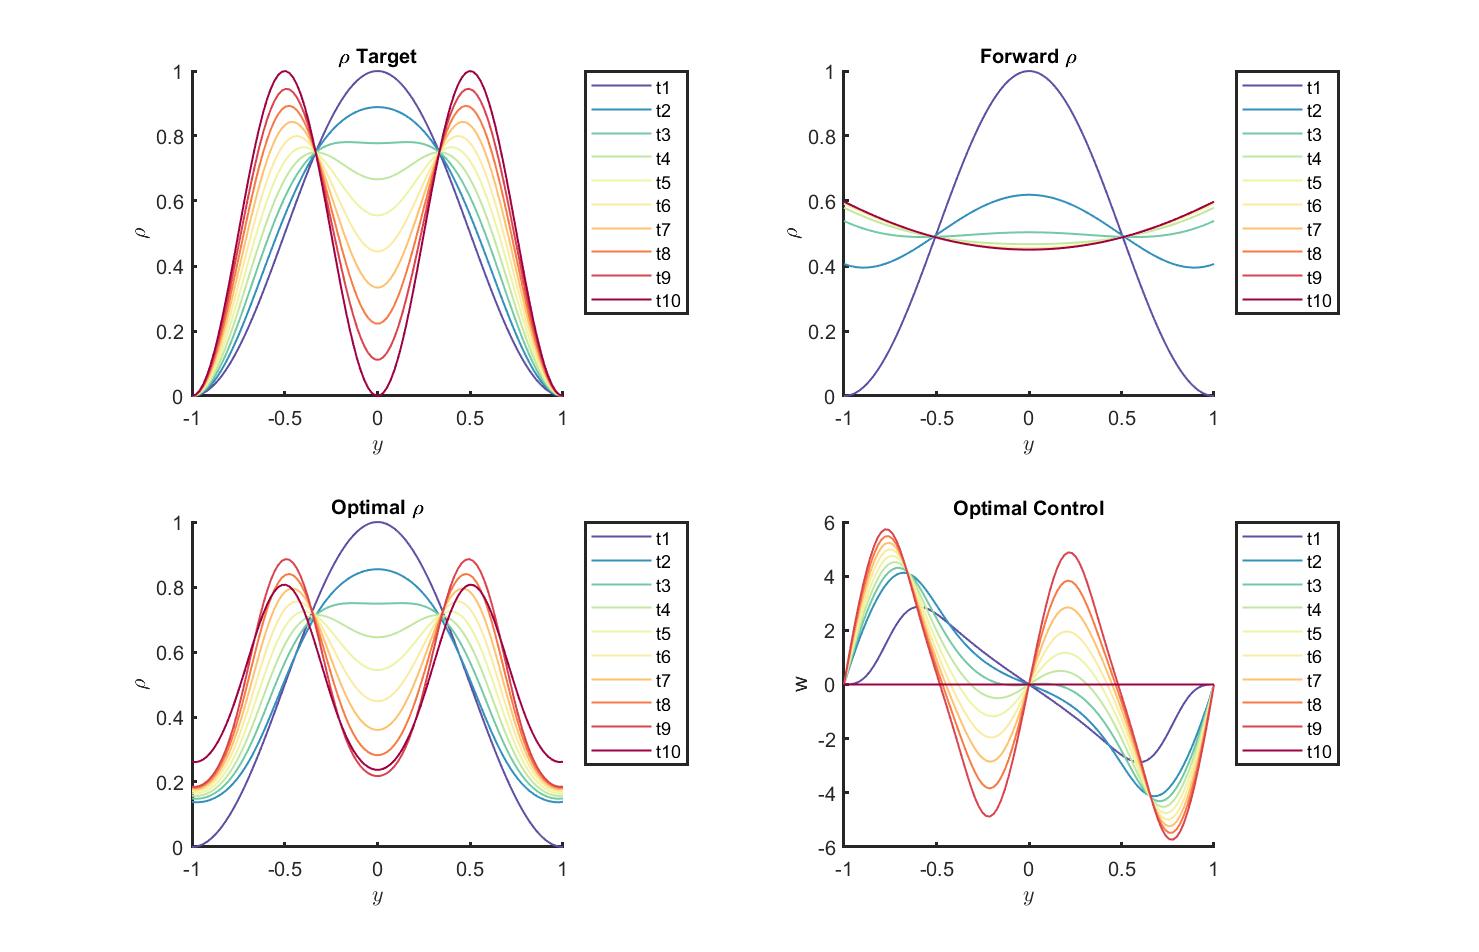 ρ Target
1
0.8
0.6
0.4
0.2
0
ρ
-1
-0.5
0
0.5
1
y
t1
t2
t3
t4
t5
t6
t7
t8
t9
t10
Forward ρ
1
0.8
0.6
0.4
0.2
0
ρ
-1
-0.5
0
0.5
1
y
t1
t2
t3
t4
t5
t6
t7
t8
t9
t10
Optimal ρ
1
0.8
0.6
0.4
0.2
0
ρ
-1
-0.5
0
0.5
1
y
t1
t2
t3
t4
t5
t6
t7
t8
t9
t10
Optimal Control
6
4
2
0
-2
-4
-6
w
-1
-0.5
0
0.5
1
y
t1
t2
t3
t4
t5
t6
t7
t8
t9
t10